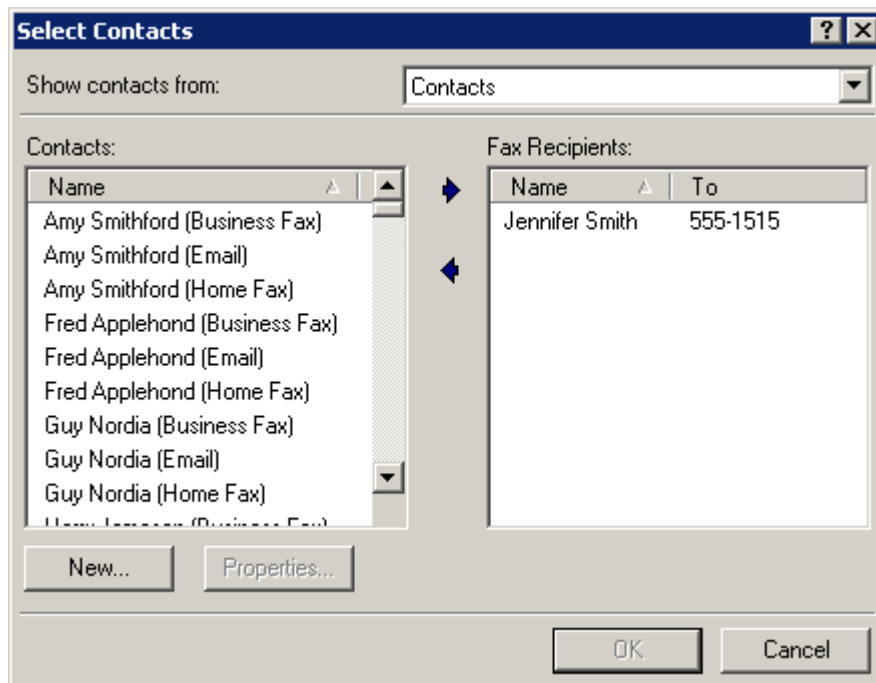 Select Contacts
Show contacts from: Contacts
Contacts: Fax Recipients:
Name Name To
Amy Smithford (Business Fax) Jennifer Smith 555-1515
Amy Smithford (Email)
Amy Smithford (Home Fax)
Fred Applehond (Business Fax)
Fred Applehond (Email)
Fred Applehond (Home Fax)
Guy Nordia (Business Fax)
Guy Nordia (Email)
Guy Nordia (Home Fax)
New... Properties...
OK Cancel